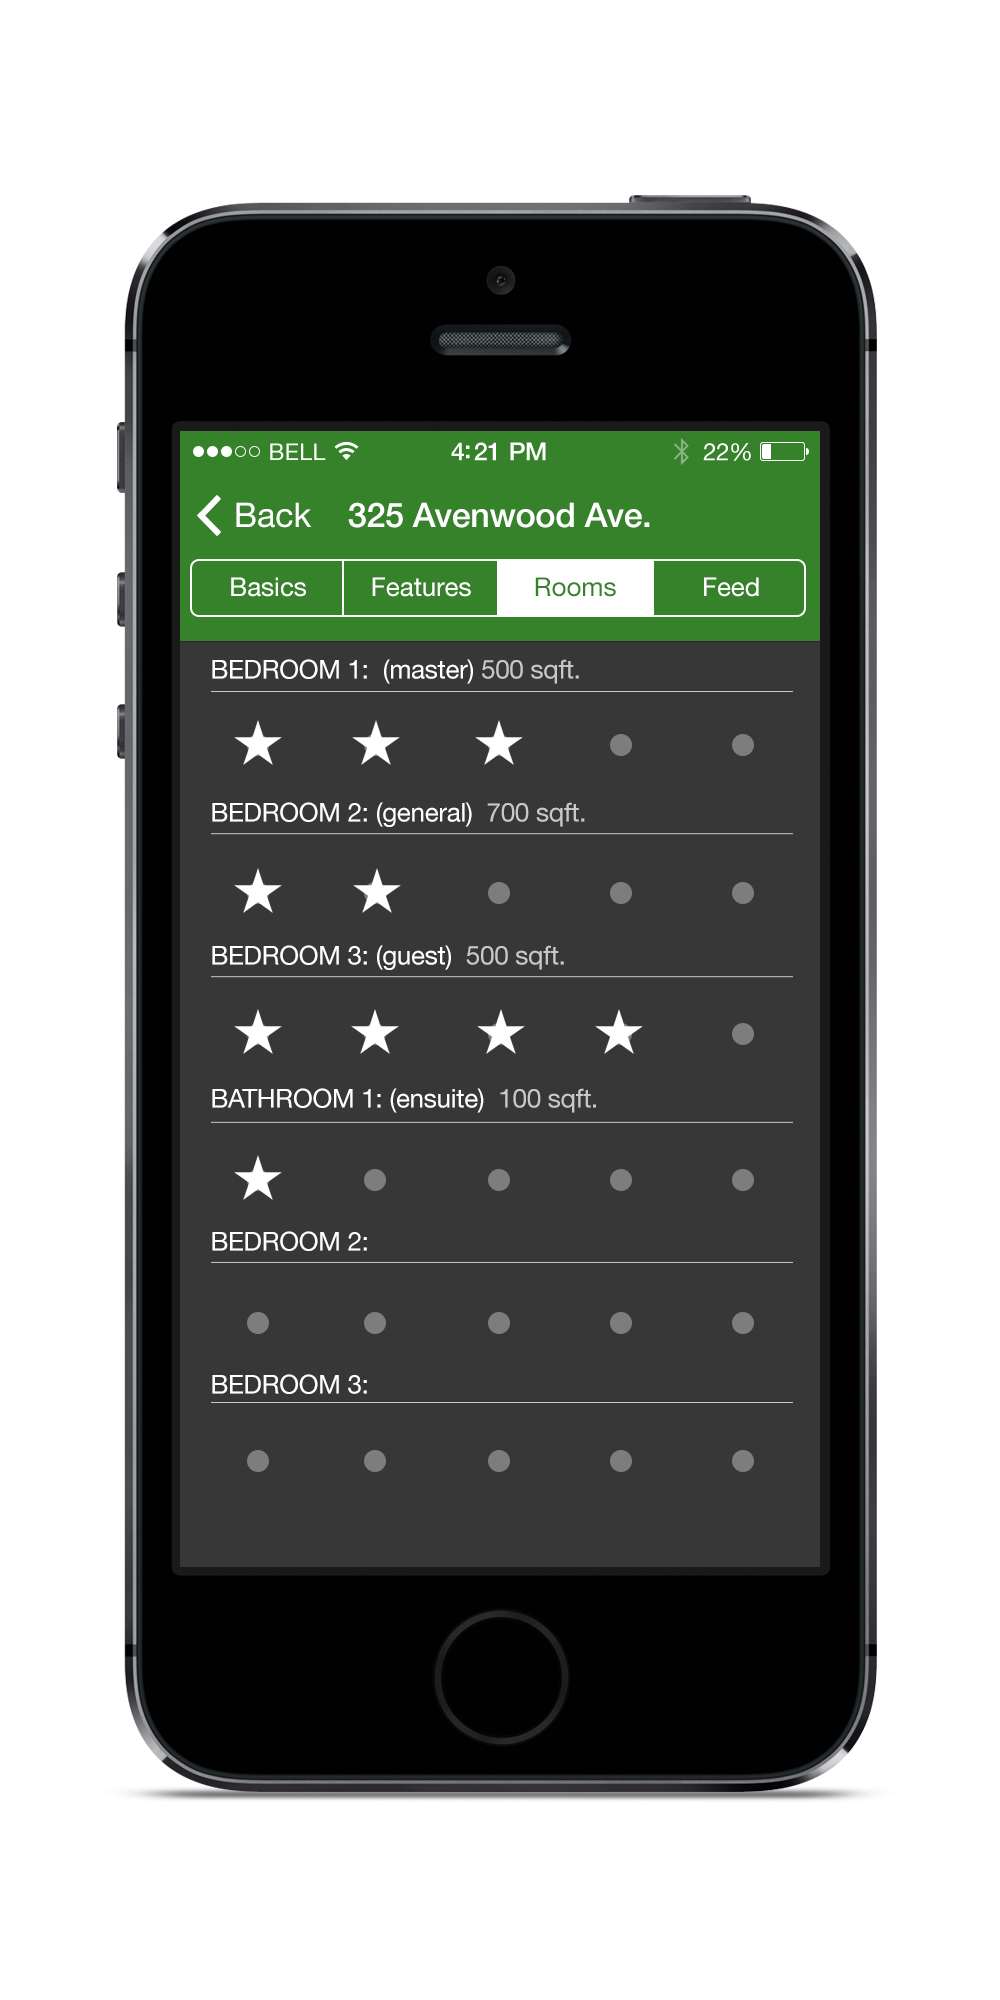 BELL 4:21 PM 22%
Back 325 Avenwood Ave.
Basics Features Rooms Feed
BEDROOM 1: (master) 500 sqft.
BEDROOM 2: (general) 700 sqft.
BEDROOM 3: (guest) 500 sqft.
BATHROOM 1: (ensuite) 100 sqft.
BEDROOM 2:
BEDROOM 3: